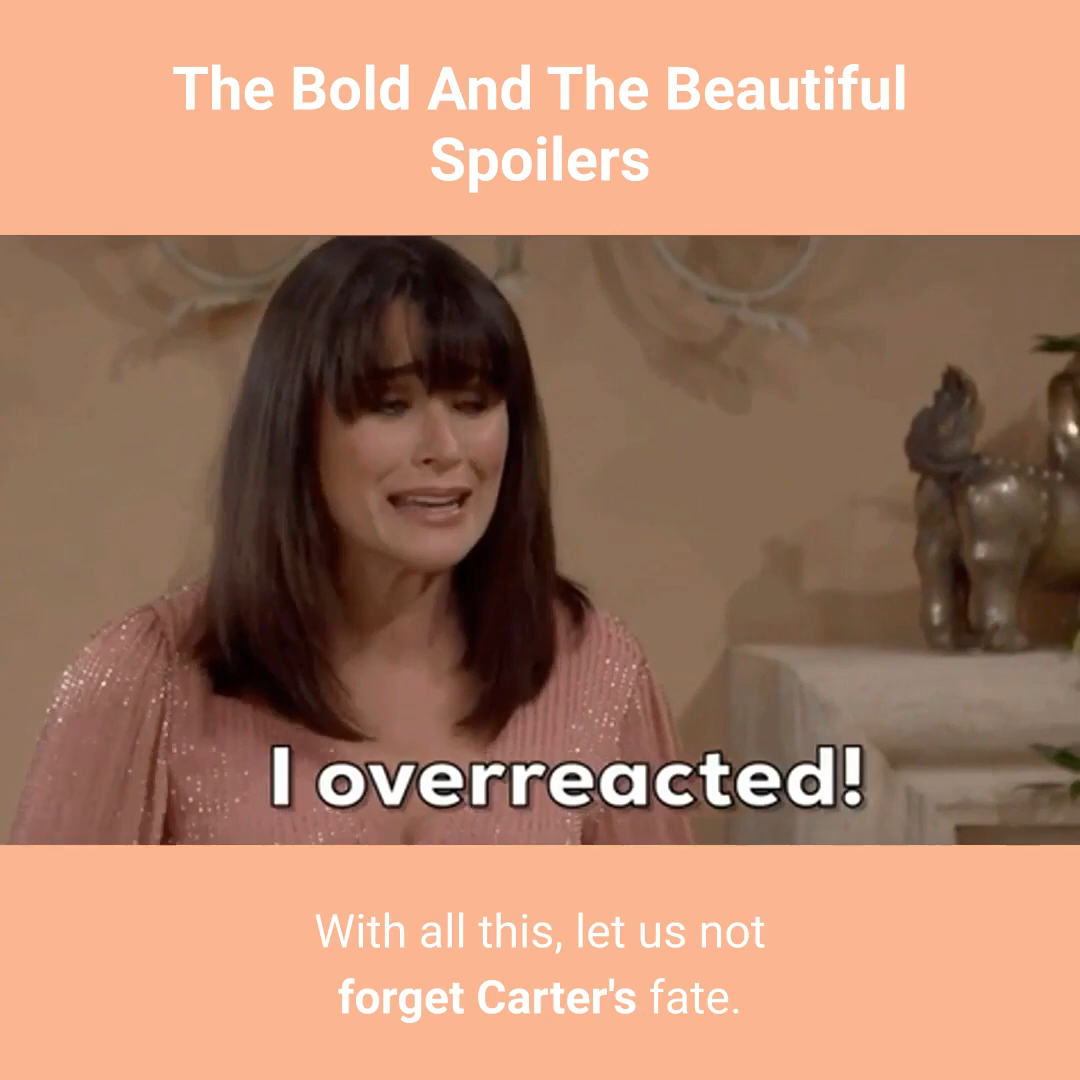 The Bold And The Beautiful
Spoilers
I overreacted!
With all this, let us not
forget Carter's fate.